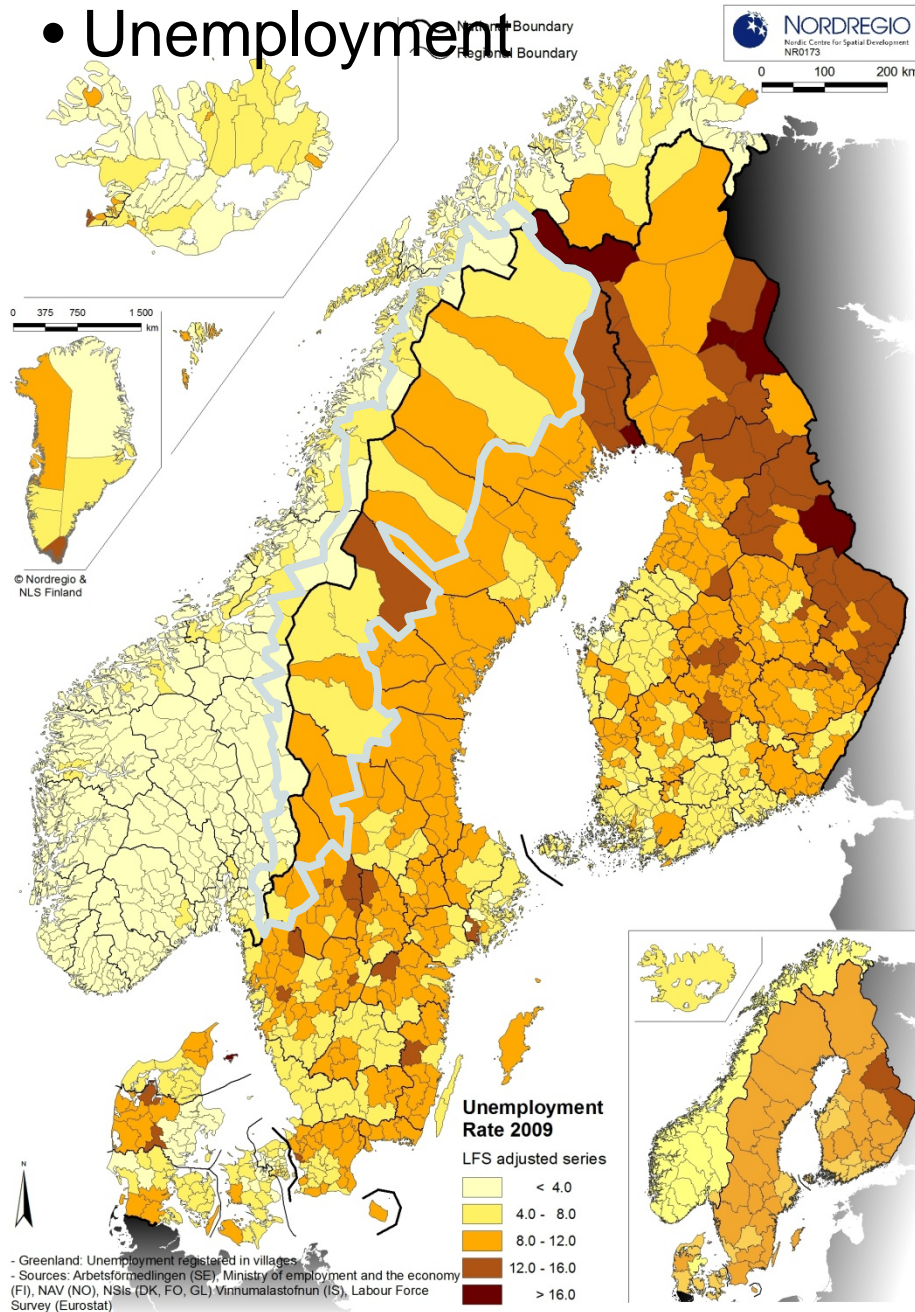 • Unemployment
National Boundary
Regional Boundary
NORDREGIO
Nordic Centre for Spatial Development
NR0173
0 100 200 km
0 375 750 1 500
km
© Nordregio &
NLS Finland
Unemployment
Rate 2009
LFS adjusted series
< 4.0
4.0 - 8.0
8.0 - 12.0
12.0 - 16.0
> 16.0
N
- Greenland: Unemployment registered in villages
- Sources: Arbetsförmedlingen (SE), Ministry of employment and the economy
(FI), NAV (NO), NSIs (DK, FO, GL) Vinnumalastofnun (IS), Labour Force
Survey (Eurostat)